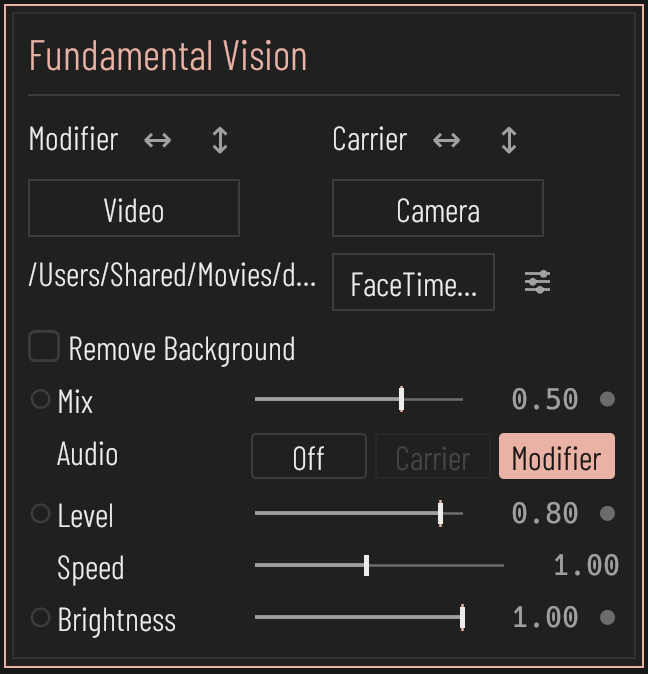 Fundamental Vision
Modifier Carrier
Video Camera
/Users/Shared/Movies/d... FaceTime...
Remove Background
Mix 0.50
Audio Off Carrier Modifier
Level 0.80
Speed 1.00
Brightness 1.00